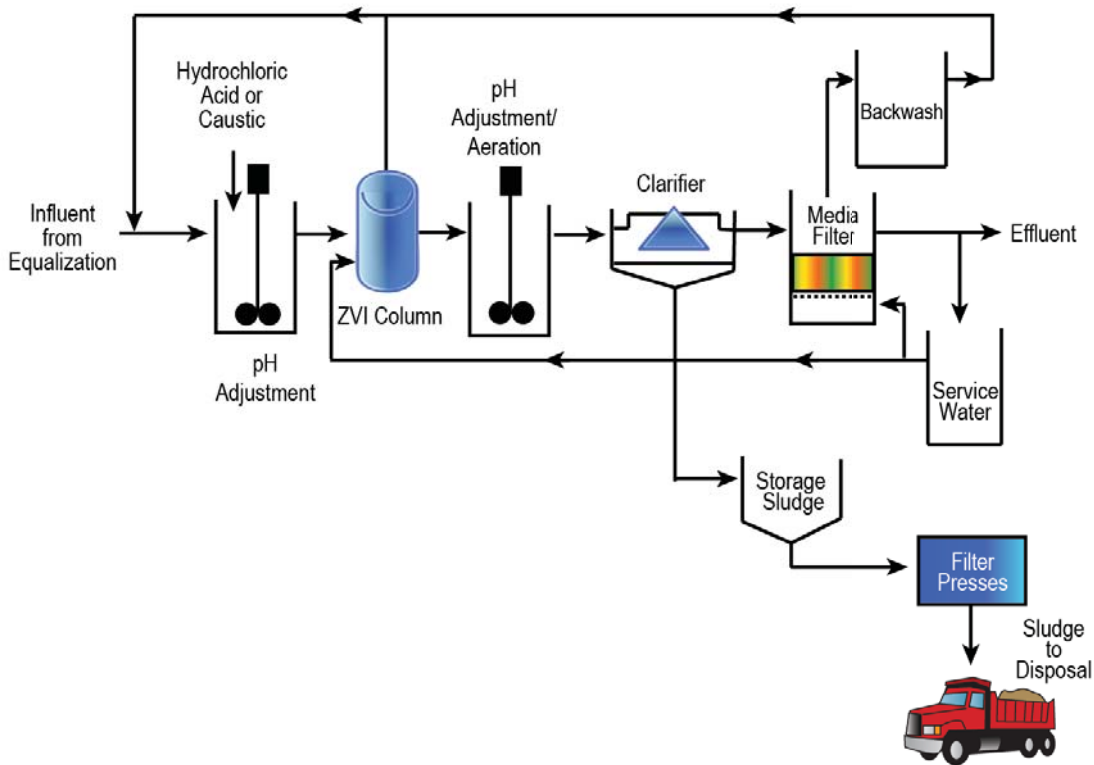 Hydrochloric
Acid or
Caustic
pH
Adjustment/
Aeration
Backwash
Clarifier
Influent
from
Equalization
Media
Filter
Effluent
ZVI Column
pH
Adjustment
Service
Water
Storage
Sludge
Filter
Presses
Sludge
to
Disposal